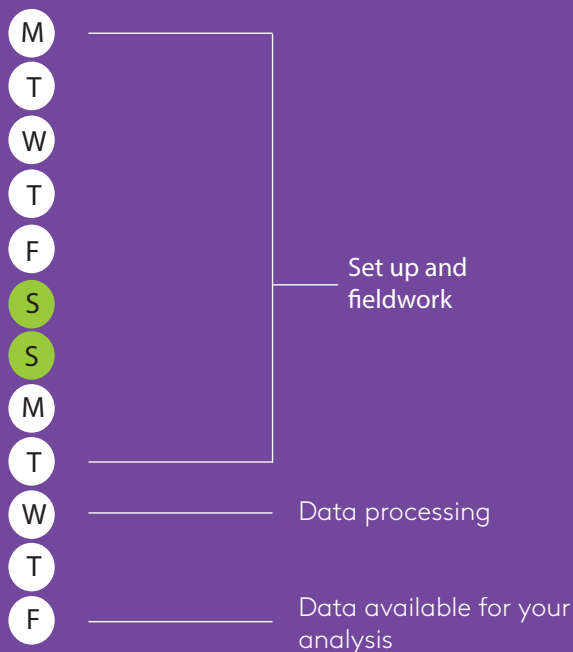 M
T
W
T
F
S
S
M
T
W
T
F
Set up and
fieldwork
Data processing
Data available for your
analysis